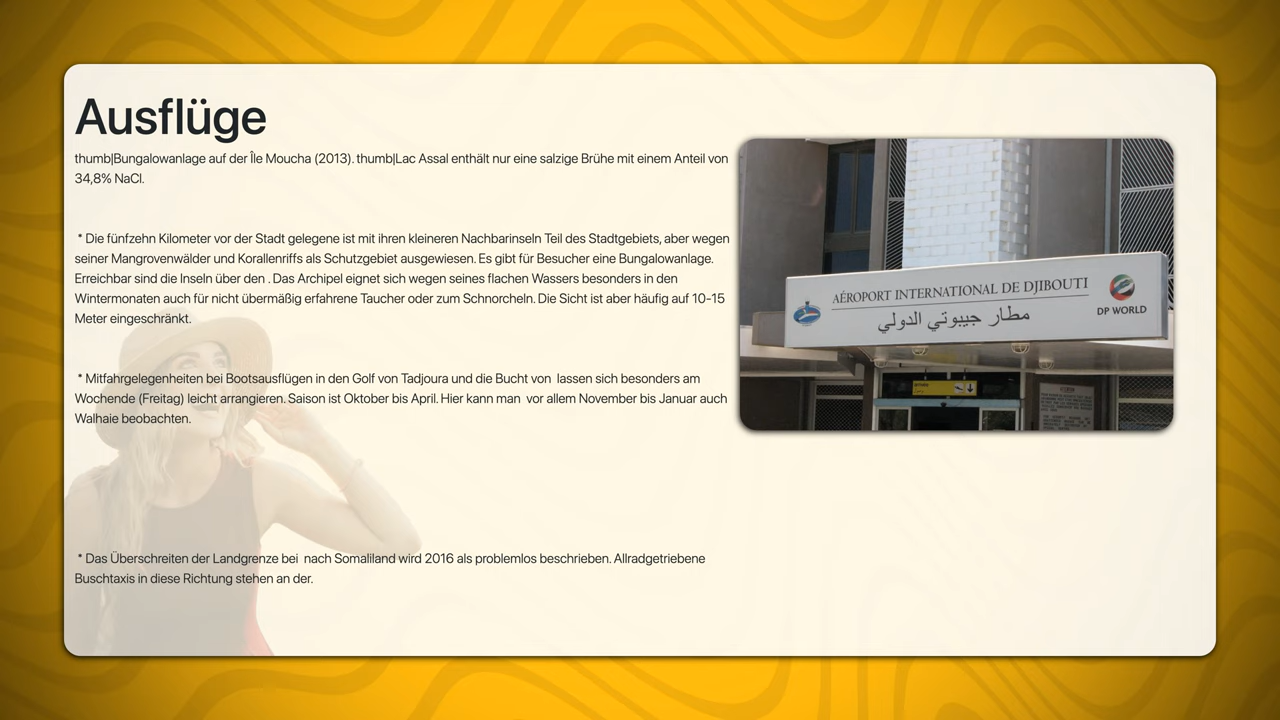 Ausflüge
thumb|Bungalowanlage auf der Île Moucha (2013). thumb|Lac Assal enthält nur eine salzige Brühe mit einem Anteil von
34,8% NaCl.
* Die fünfzehn Kilometer vor der Stadt gelegene ist mit ihren kleineren Nachbarinseln Teil des Stadtgebiets, aber wegen
seiner Mangrovenwälder und Korallenriffs als Schutzgebiet ausgewiesen. Es gibt für Besucher eine Bungalowanlage.
Erreichbar sind die Inseln über den . Das Archipel eignet sich wegen seines flachen Wassers besonders in den
Wintermonaten auch für nicht übermäßig erfahrene Taucher oder zum Schnorcheln. Die Sicht ist aber häufig auf 10-15
Meter eingeschränkt.
* Mitfahrgelegenheiten bei Bootsausflügen in den Golf von Tadjoura und die Bucht von lassen sich besonders am
Wochende (Freitag) leicht arrangieren. Saison ist Oktober bis April. Hier kann man vor allem November bis Januar auch
Walhaie beobachten.
* Das Überschreiten der Landgrenze bei nach Somaliland wird 2016 als problemlos beschrieben. Allradgetriebene
Buschtaxis in diese Richtung stehen an der.
AÉROPORT INTERNATIONAL DE DJIBOUTI
مطار جيبوتي الدولي
DP WORLD